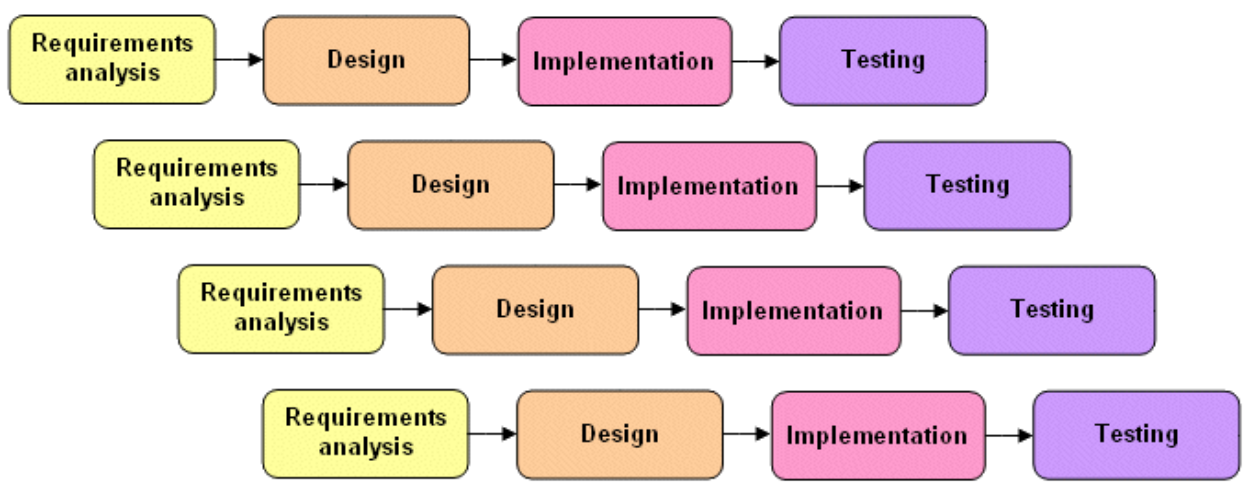 Requirements
analysis
Design
Implementation
Testing
Requirements
analysis
Design
Implementation
Testing
Requirements
analysis
Design
Implementation
Testing
Requirements
analysis
Design
Implementation
Testing